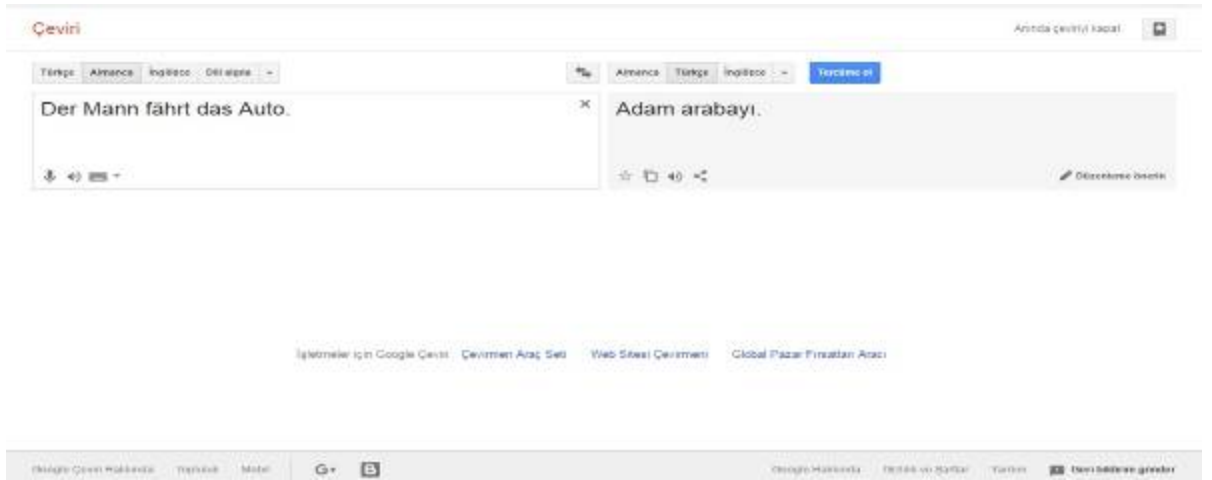 Çeviri
Anında çeviriyi kapat
Türkçe Almanca İngilizce Dili algıla
Almanca Türkçe İngilizce Tercüme et
Der Mann fährt das Auto.
Adam arabayı.
Düzenleme önerin
İşletmeler için Google Çeviri Çevirmen Araç Seti Web Sitesi Çevirmeni Global Pazar Fırsatları Aracı
Google Çeviri Hakkında Topluluk Mobil G+ B
Google Hakkında Gizlilik ve Şartlar Yardım Geri bildirim gönder